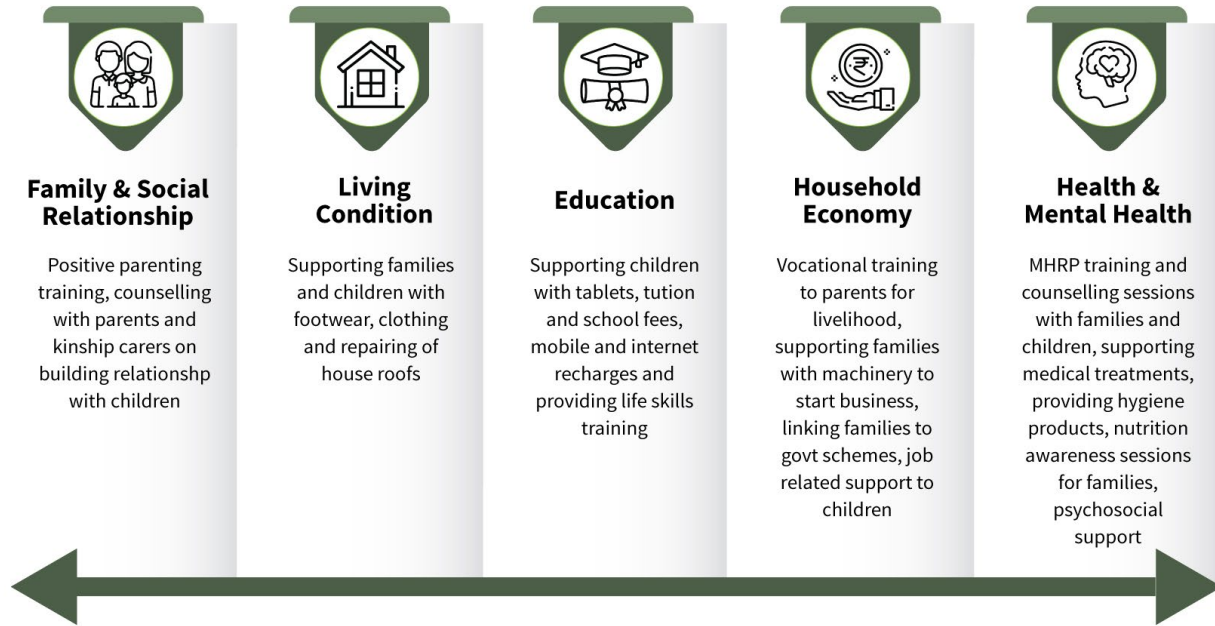 Family & Social
Relationship
Positive parenting
training, counselling
with parents and
kinship carers on
building relationshp
with children
Living
Condition
Supporting families
and children with
footwear, clothing
and repairing of
house roofs
Education
Supporting children
with tablets, tution
and school fees,
mobile and internet
recharges and
providing life skills
training
₹
Household
Economy
Vocational training
to parents for
livelihood,
supporting families
with machinery to
start business,
linking families to
govt schemes, job
related support to
children
Health &
Mental Health
MHRP training and
counselling sessions
with families and
children, supporting
medical treatments,
providing hygiene
products, nutrition
awareness sessions
for families,
psychosocial
support